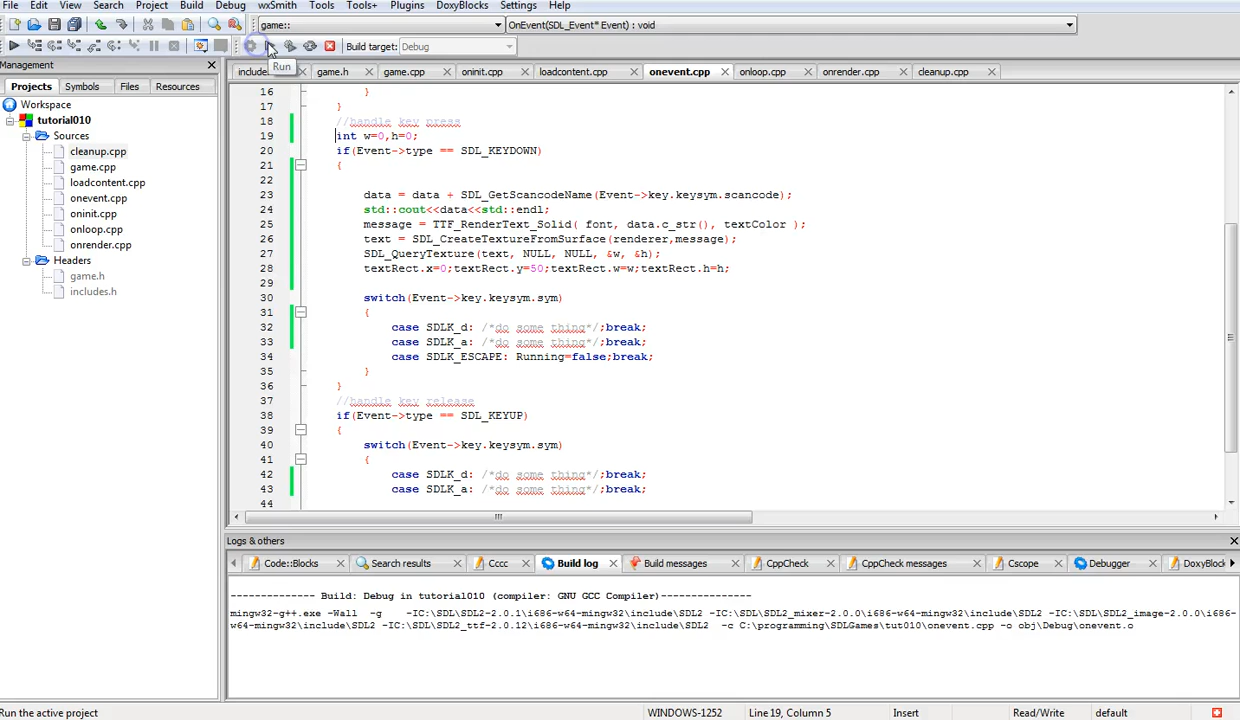 File Edit View Search Project Build Debug wxSmith Tools Tools+ Plugins DoxyBlocks Settings Help
game:: OnEvent(SDL_Event* Event) : void
Build target: Debug
Management
Run
Projects Symbols Files Resources
include. game.h game.cpp oninit.cpp loadcontent.cpp onevent.cpp onloop.cpp onrender.cpp cleanup.cpp
Workspace
tutorial010
Sources
cleanup.cpp
game.cpp
loadcontent.cpp
onevent.cpp
oninit.cpp
onloop.cpp
onrender.cpp
Headers
game.h
includes.h
16 }
17 }
18 //handle key press
19 int w=0,h=0;
20 if(Event->type == SDL_KEYDOWN)
21 {
22
23 data = data + SDL_GetScancodeName(Event->key.keysym.scancode);
24 std::cout<<data<<std::endl;
25 message = TTF_RenderText_Solid( font, data.c_str(), textColor );
26 text = SDL_CreateTextureFromSurface(renderer,message);
27 SDL_QueryTexture(text, NULL, NULL, &w, &h);
28 textRect.x=0;textRect.y=50;textRect.w=w;textRect.h=h;
29
30 switch(Event->key.keysym.sym)
31 {
32 case SDLK_d: /*do some thing*/;break;
33 case SDLK_a: /*do some thing*/;break;
34 case SDLK_ESCAPE: Running=false;break;
35 }
36 }
37 //handle key release
38 if(Event->type == SDL_KEYUP)
39 {
40 switch(Event->key.keysym.sym)
41 {
42 case SDLK_d: /*do some thing*/;break;
43 case SDLK_a: /*do some thing*/;break;
44
Logs & others
Code::Blocks Search results Cccc Build log Build messages CppCheck CppCheck messages Cscope Debugger DoxyBlock
-------------- Build: Debug in tutorial010 (compiler: GNU GCC Compiler)---------------
mingw32-g++.exe -Wall -g -IC:\SDL\SDL2-2.0.1\i686-w64-mingw32\include\SDL2 -IC:\SDL\SDL2_mixer-2.0.0\i686-w64-mingw32\include\SDL2 -IC:\SDL\SDL2_image-2.0.0\i686-
w64-mingw32\include\SDL2 -IC:\SDL\SDL2_ttf-2.0.12\i686-w64-mingw32\include\SDL2 -c C:\programming\SDLGames\tut010\onevent.cpp -o obj\Debug\onevent.o
Run the active project WINDOWS-1252 Line 19, Column 5 Insert Read/Write default